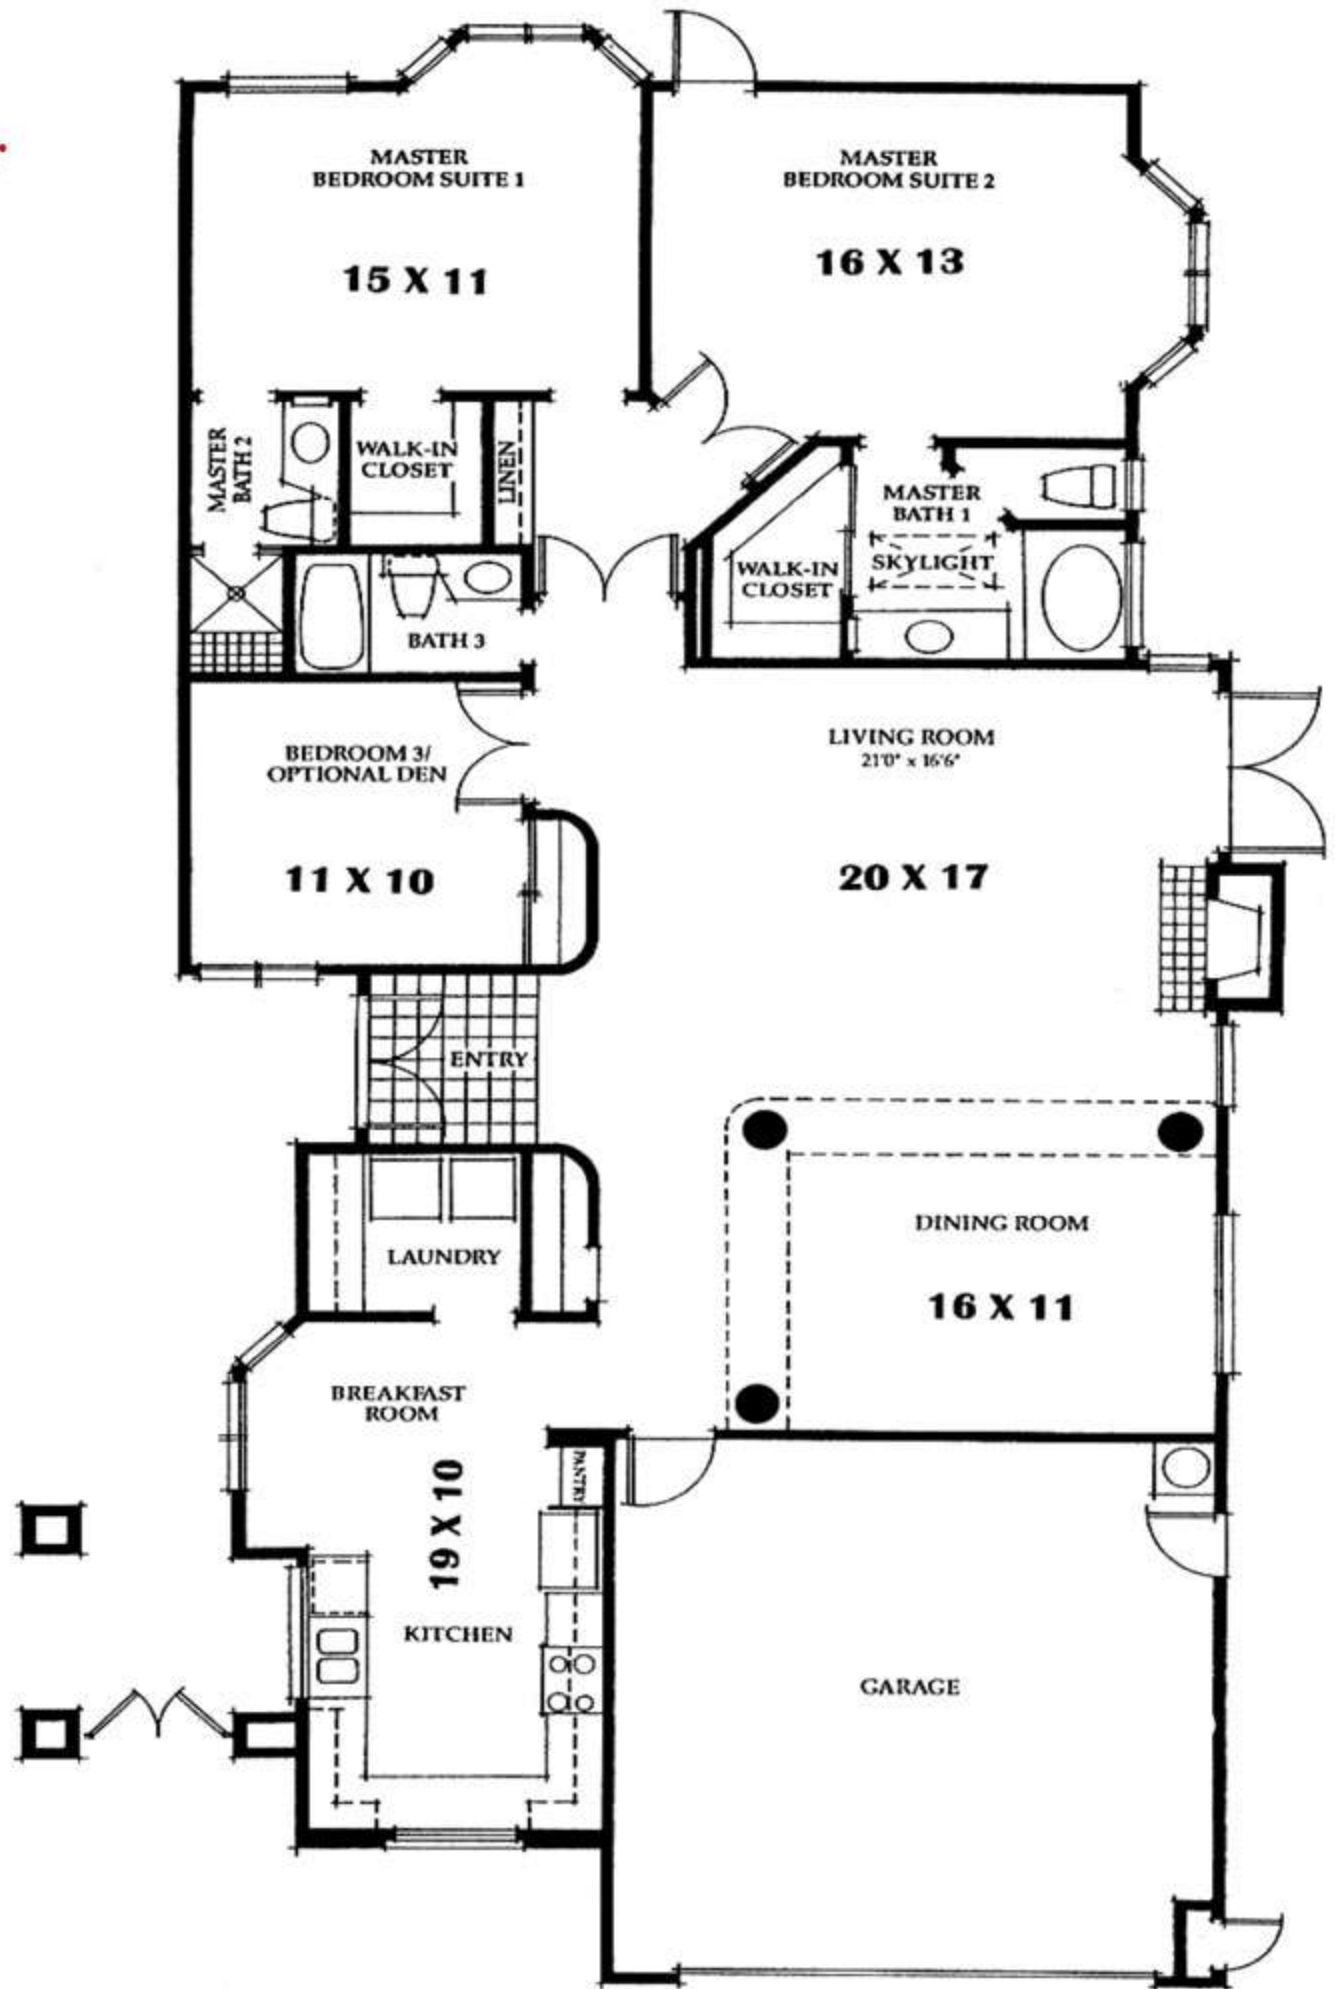 MASTER
BEDROOM SUITE 1
15 X 11
MASTER
BEDROOM SUITE 2
16 X 13
MASTER
BATH 2
WALK-IN
CLOSET
LINEN
MASTER
BATH 1
SKYLIGHT
WALK-IN
CLOSET
BATH 3
BEDROOM 3/
OPTIONAL DEN
11 X 10
LIVING ROOM
21'0" x 16'6"
20 X 17
ENTRY
LAUNDRY
DINING ROOM
16 X 11
BREAKFAST
ROOM
19 X 10
PANTRY
KITCHEN
GARAGE